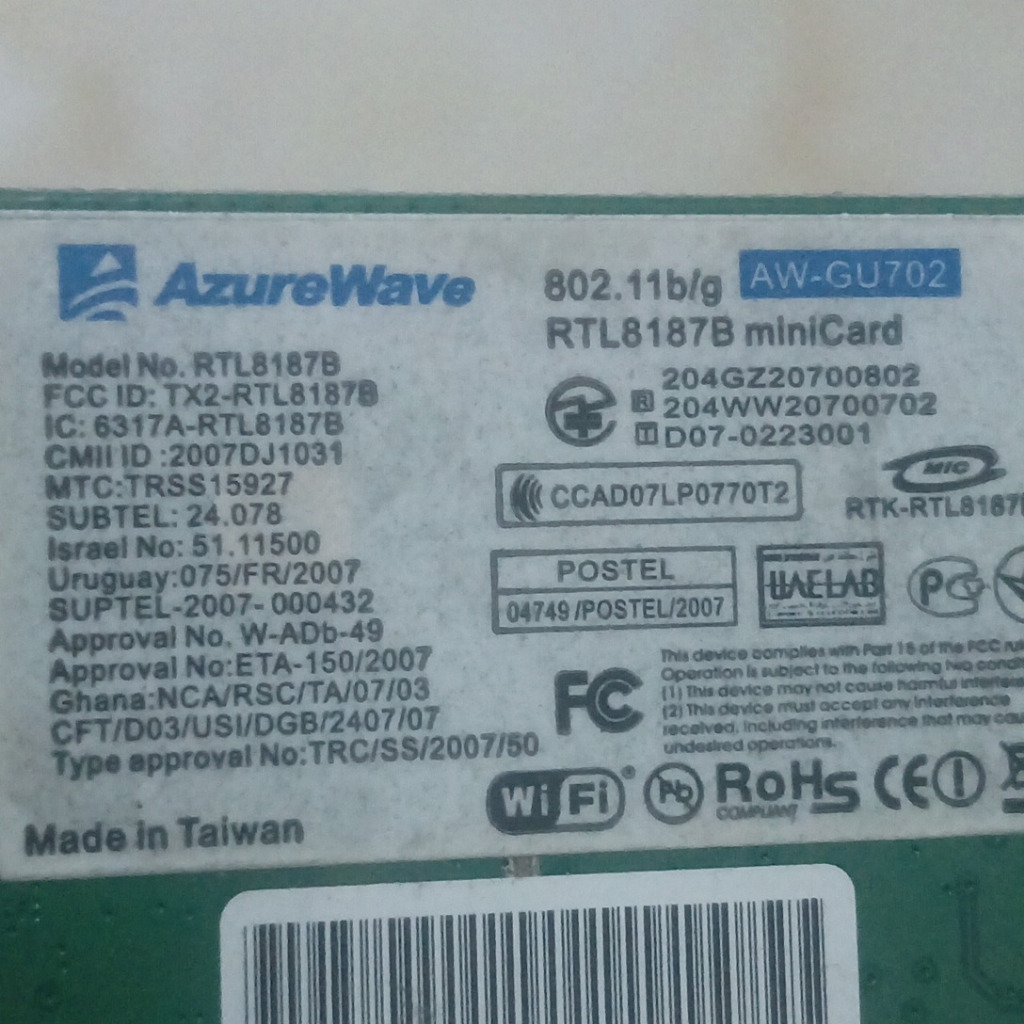 AzureWave
802.11b/g AW-GU702
RTL8187B miniCard
Model No. RTL8187B
FCC ID: TX2-RTL8187B
IC: 6317A-RTL8187B
CMII ID :2007DJ1031
MTC:TRSS15927
SUBTEL: 24.078
Israel No: 51.11500
Uruguay:075/FR/2007
SUPTEL-2007- 000432
Approval No. W-ADb-49
Approval No:ETA-150/2007
Ghana:NCA/RSC/TA/07/03
CFT/D03/USI/DGB/2407/07
Type approval No:TRC/SS/2007/50
Made in Taiwan
204GZ20700802
R 204WW20700702
T D07-0223001
CCAD07LP0770T2
MIC
RTK-RTL8187
POSTEL
04749/POSTEL/2007
UAELAB
PG
FC
This device complies with Part 18 of the FCC
Operation is subject to the following two
(1) This device may not cause harmful
(2) This device must accept any interference
received, including interference that may
undesired operations.
WiFi®
Pb
RoHS
COMPLIANT
CE